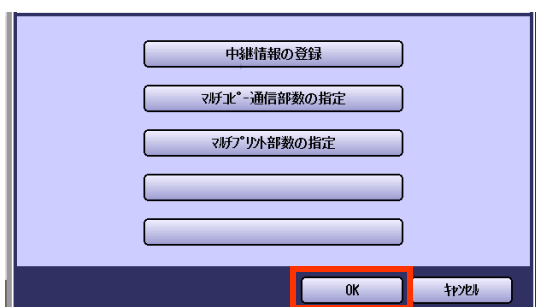 中継情報の登録
ﾏﾙﾁｺﾋﾟｰ通信部数の指定
ﾏﾙﾁﾌﾟﾘﾝﾄ部数の指定
OK
ｷｬﾝｾﾙ